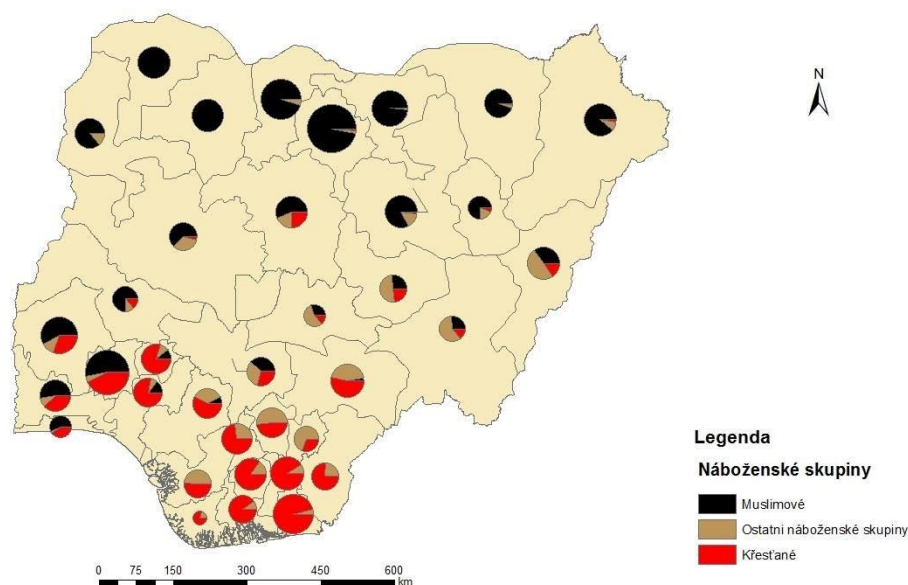 N
Legenda
Náboženské skupiny
Muslimové
Ostatni náboženské skupiny
Křesťané
0 75 150 300 450 600
km